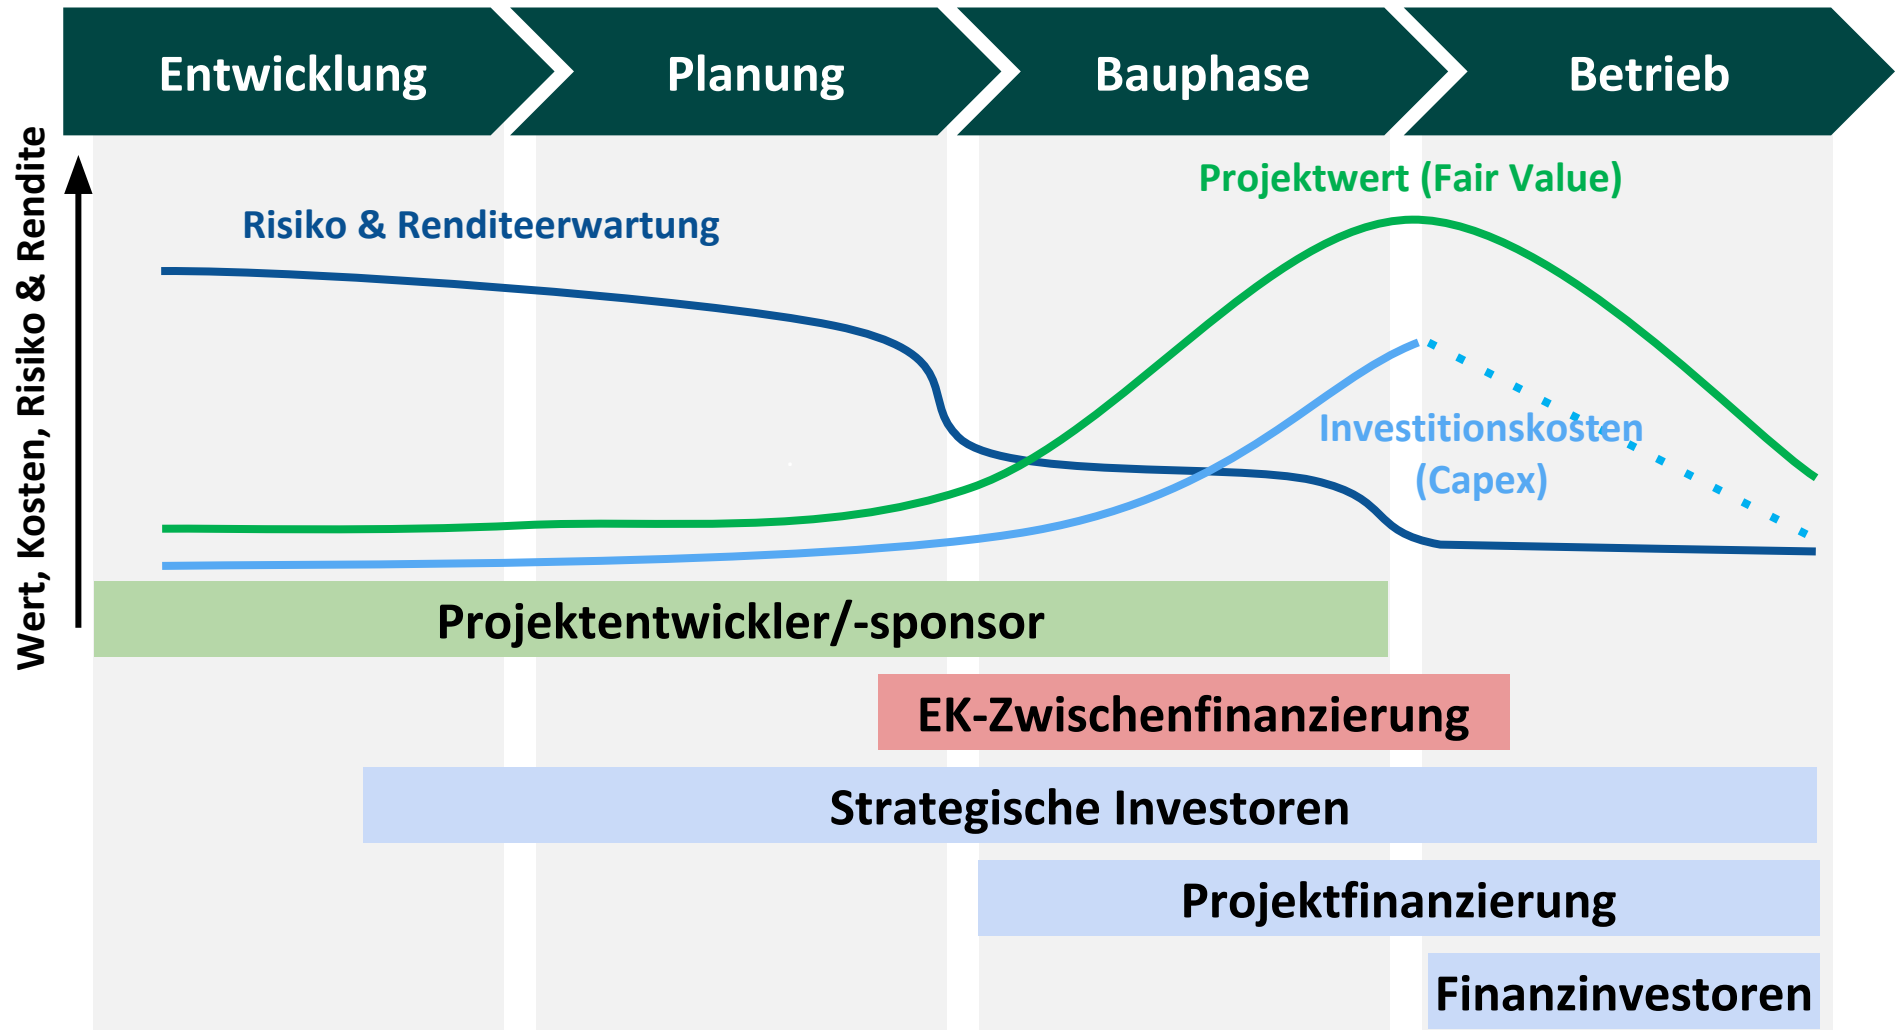 Entwicklung
Planung
Bauphase
Betrieb
Wert, Kosten, Risiko & Rendite
Projektwert (Fair Value)
Risiko & Renditeerwartung
Investitionskosten
(Capex)
Projektentwickler/-sponsor
EK-Zwischenfinanzierung
Strategische Investoren
Projektfinanzierung
Finanzinvestoren